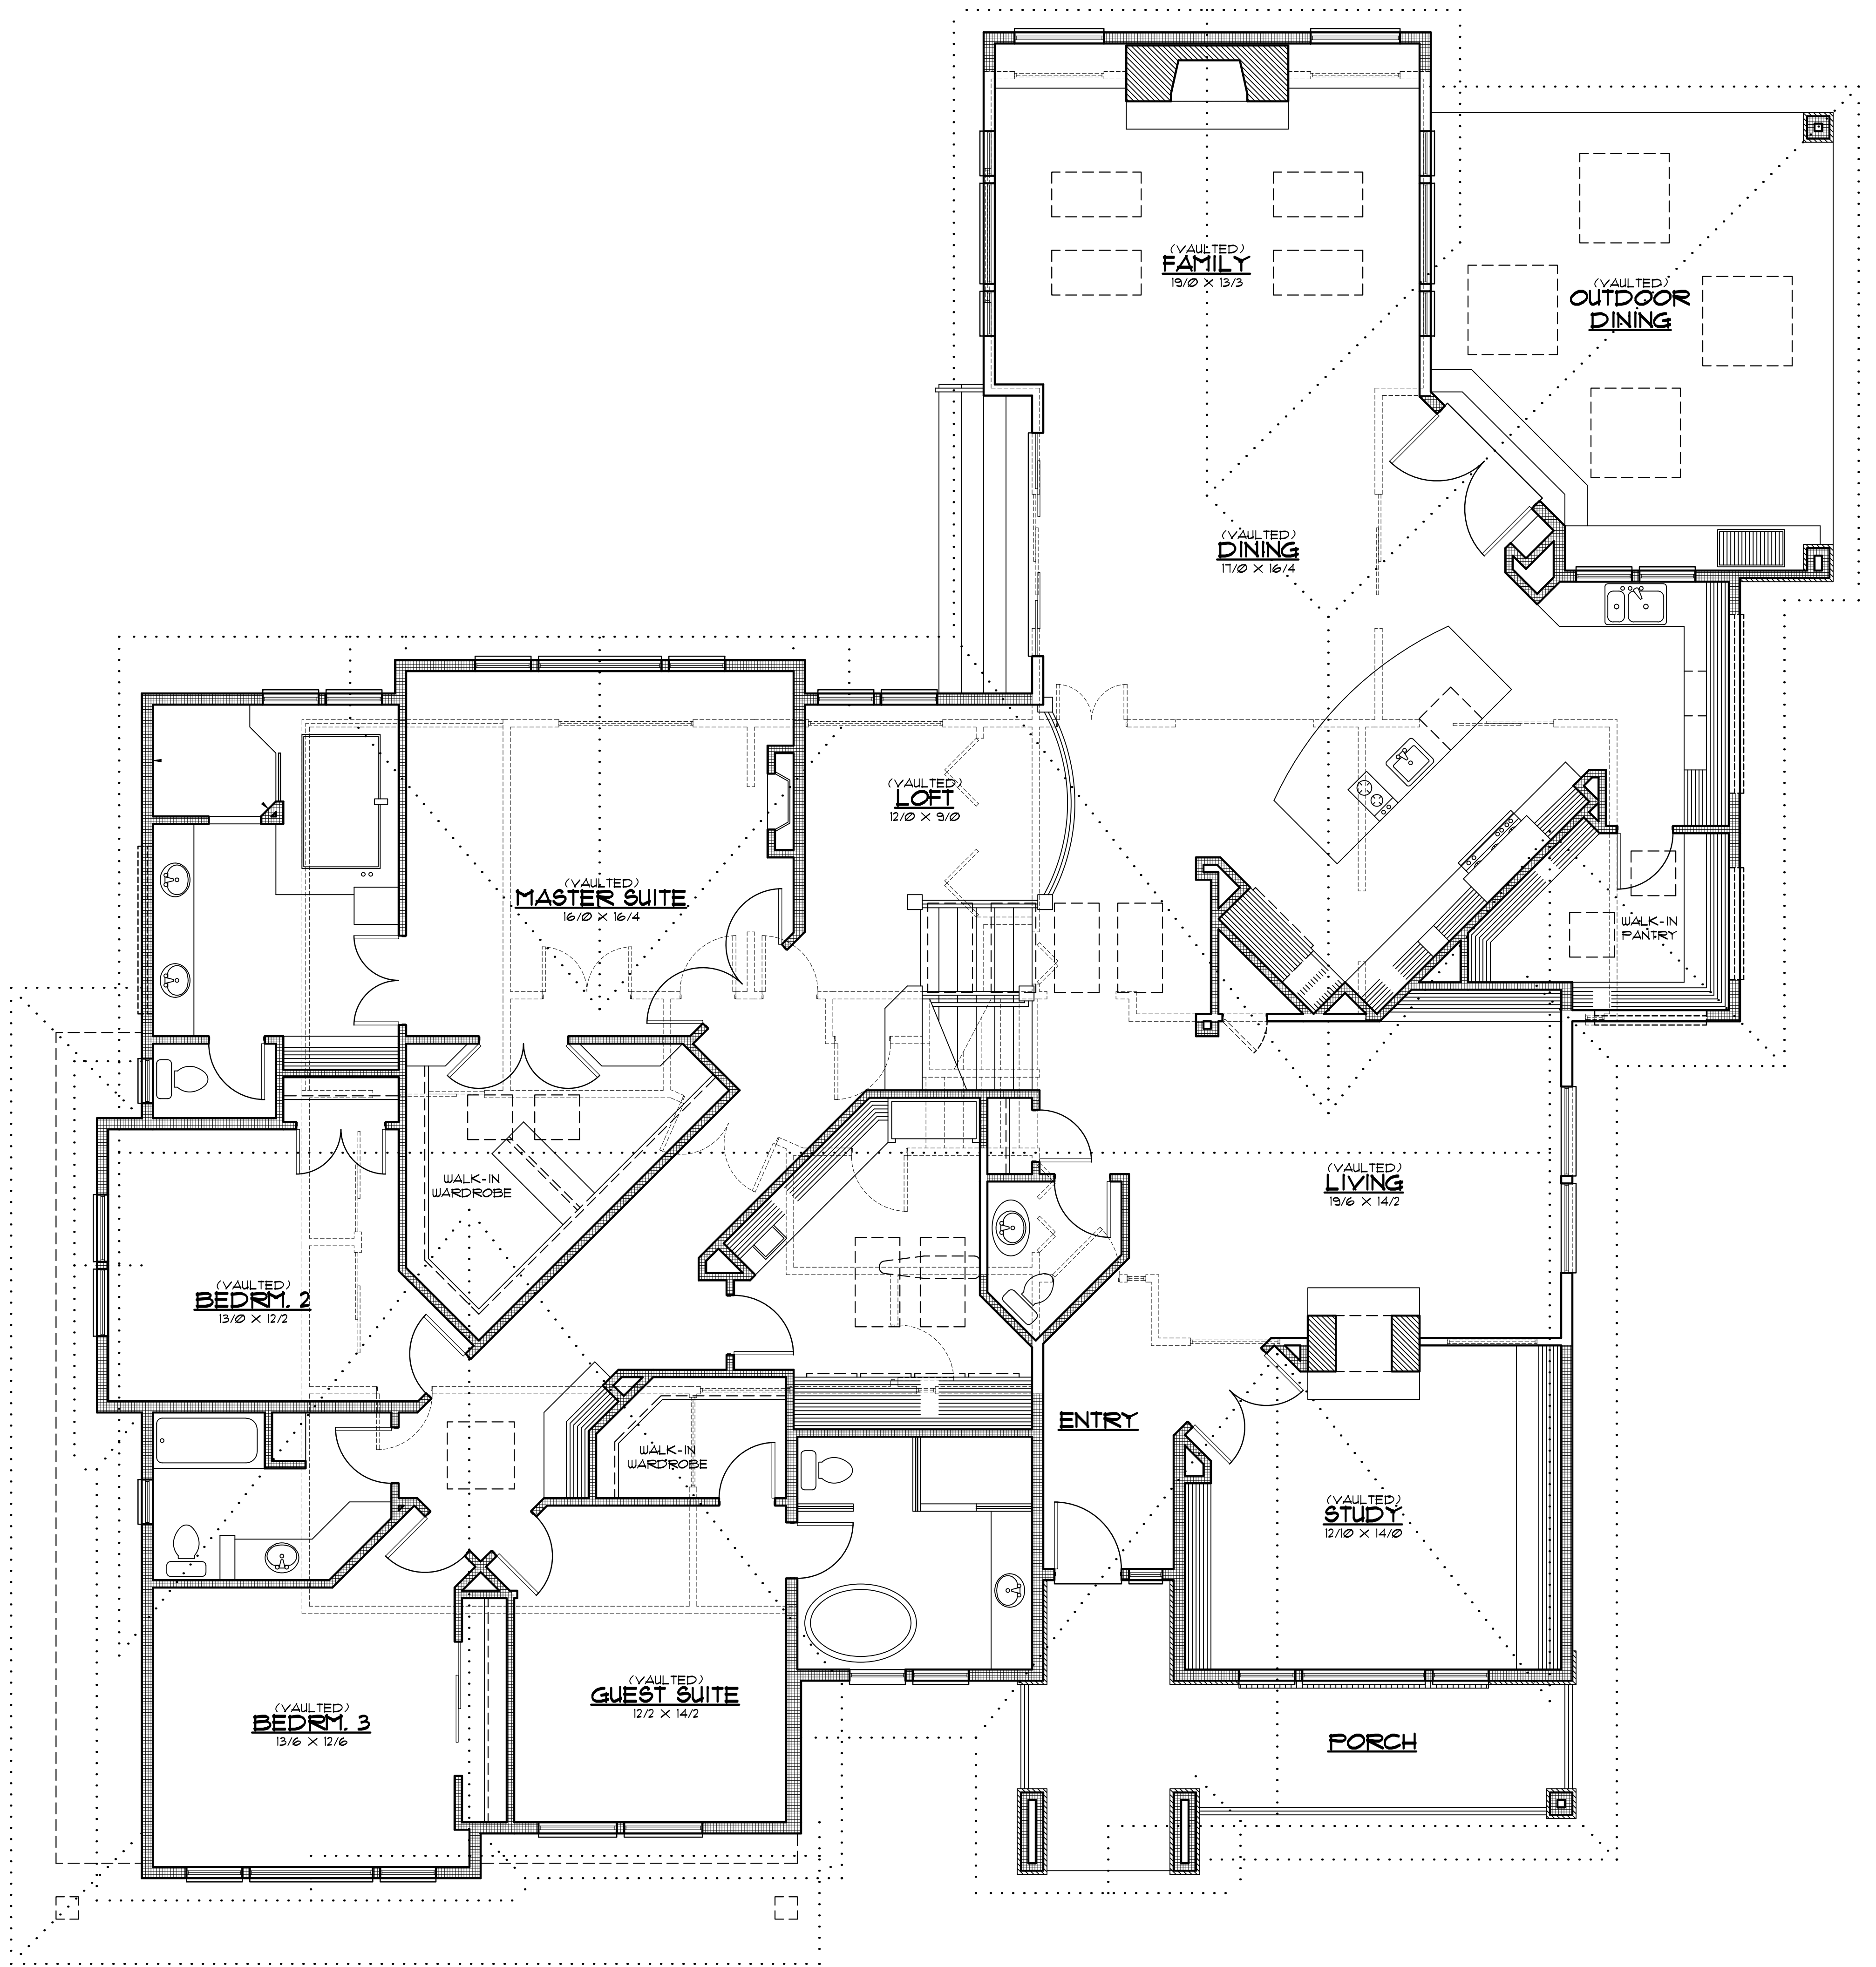 (VAULTED)
FAMILY
19/0 X 13/3
(VAULTED)
OUTDOOR
DINING
(VAULTED)
DINING
17/0 X 16/4
(VAULTED)
LOFT
12/0 X 9/0
(VAULTED)
MASTER SUITE
16/0 X 16/4
WALK-IN
PANTRY
WALK-IN
WARDROBE
(VAULTED)
LIVING
19/6 X 14/2
(VAULTED)
BEDRM. 2
13/0 X 12/2
ENTRY
WALK-IN
WARDROBE
(VAULTED)
STUDY
12/10 X 14/0
(VAULTED)
GUEST SUITE
12/2 X 14/2
(VAULTED)
BEDRM. 3
13/6 X 12/6
PORCH